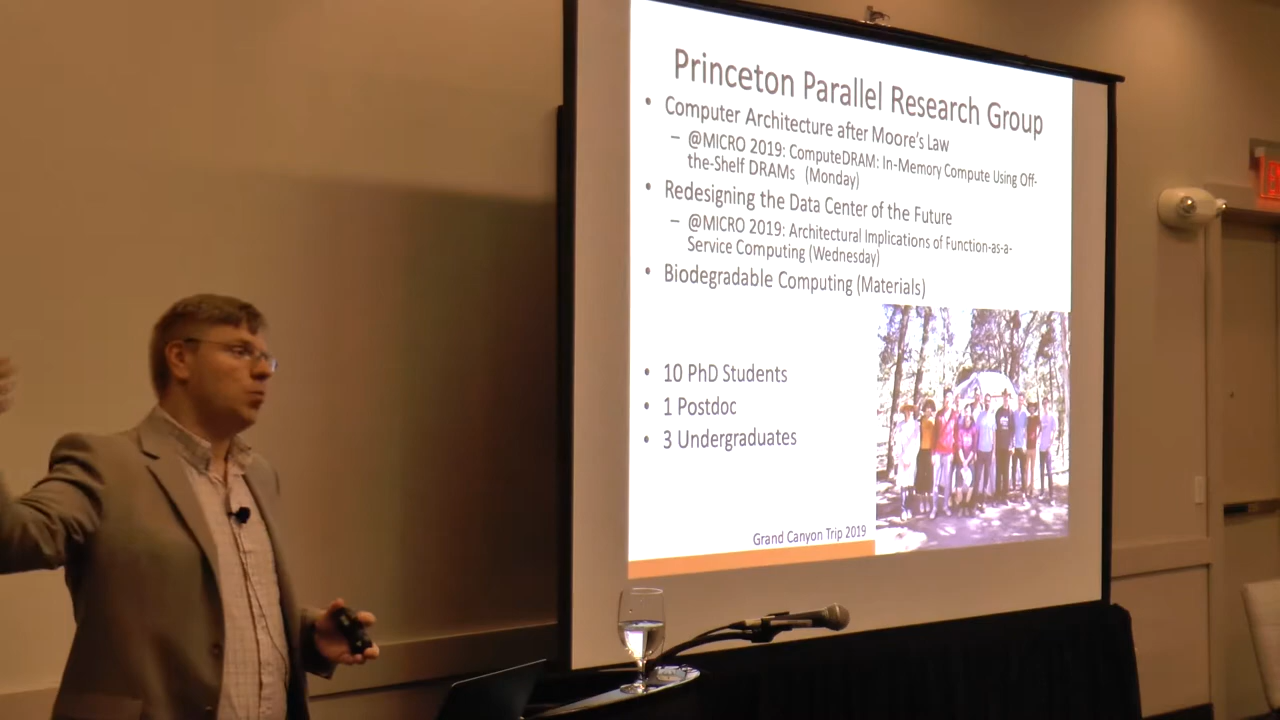 Princeton Parallel Research Group
• Computer Architecture after Moore's Law
– @MICRO 2019: ComputeDRAM: In-Memory Compute Using Off-
the-Shelf DRAMs (Monday)
• Redesigning the Data Center of the Future
– @MICRO 2019: Architectural Implications of Function-as-a-
Service Computing (Wednesday)
• Biodegradable Computing (Materials)
• 10 PhD Students
• 1 Postdoc
• 3 Undergraduates
Grand Canyon Trip 2019